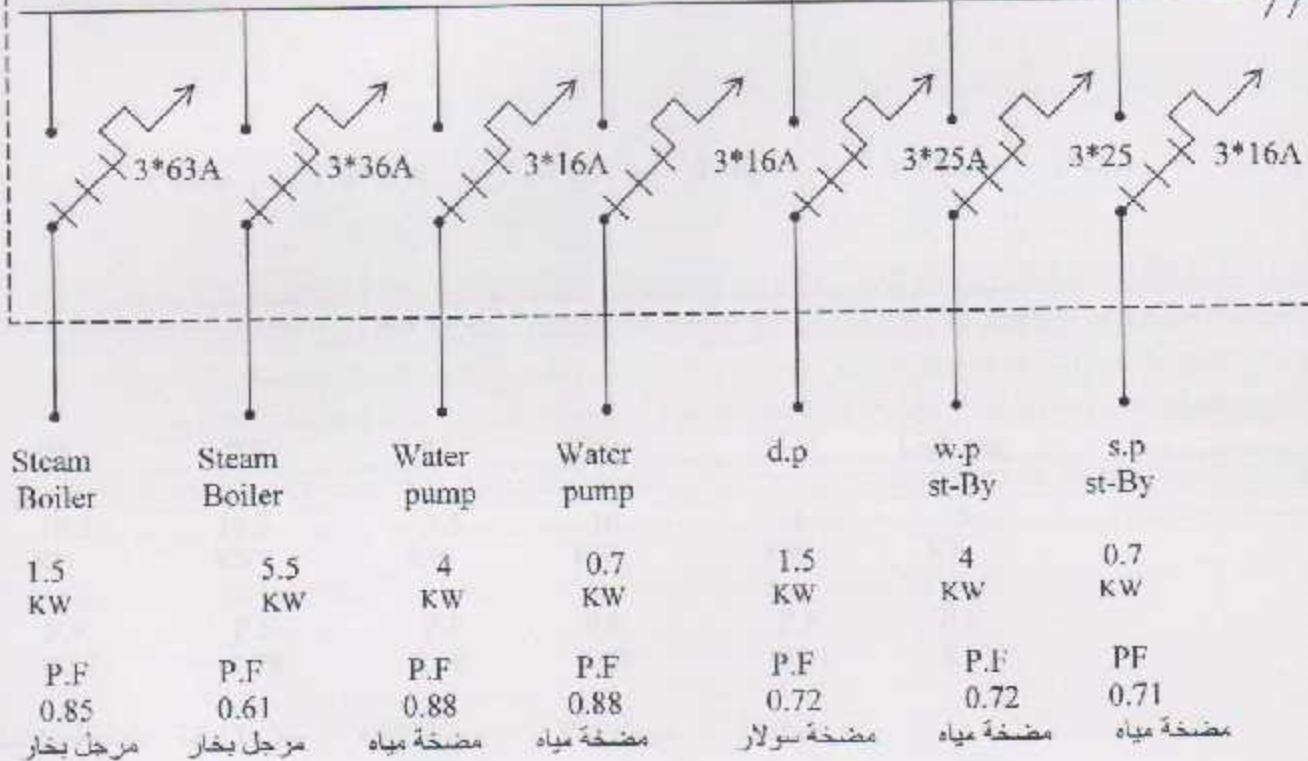 3*63A 3*36A 3*16A 3*16A 3*25A 3*25 3*16A
Steam Steam Water Water d.p w.p s.p
Boiler Boiler pump pump st-By st-By
1.5 5.5 4 0.7 1.5 4 0.7
KW KW KW KW KW KW KW
P.F P.F P.F P.F P.F P.F PF
0.85 0.61 0.88 0.88 0.72 0.72 0.71
مرجل بخار مرجل بخار مضخة مياه مضخة مياه مضخة سولار مضخة مياه مضخة مياه